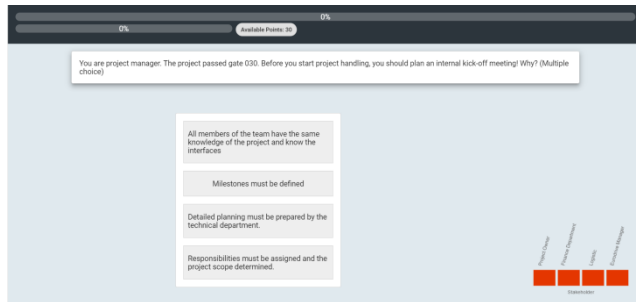 0%
0%
Available Points: 30
You are project manager. The project passed gate 030. Before you start project handling, you should plan an internal kick-off meeting! Why? (Multiple
choice)
All members of the team have the same
knowledge of the project and know the
interfaces
Milestones must be defined
Detailed planning must be prepared by the
technical department.
Responsibilities must be assigned and the
project scope determined.
Project Owner
Finance Department
Logistic
Executive Manager
Stakeholder